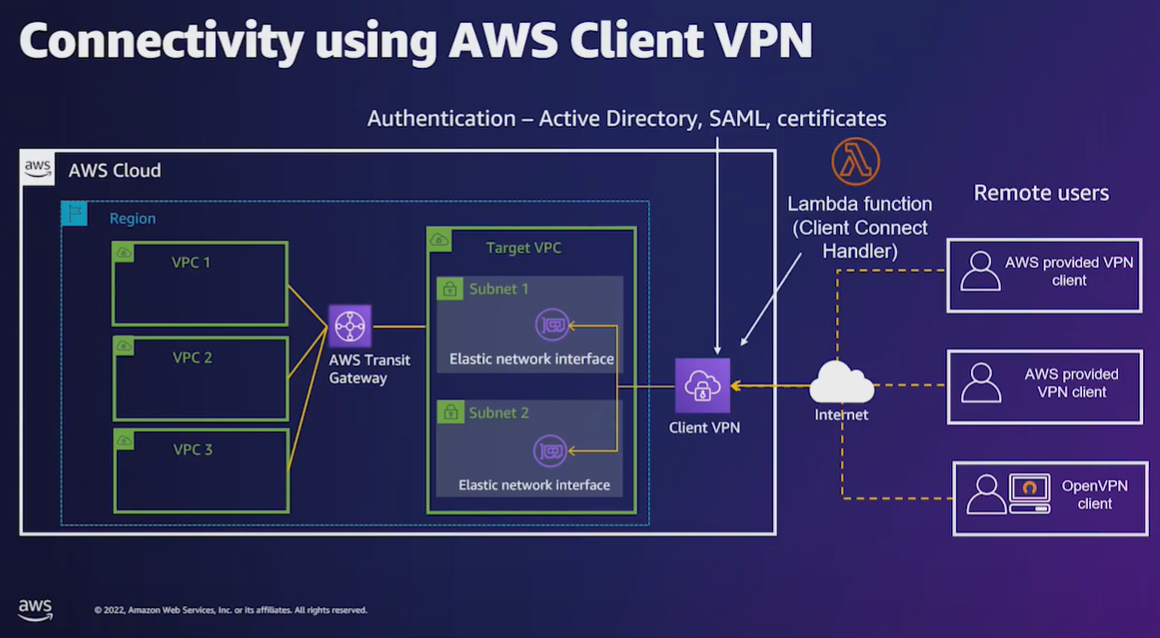 Connectivity using AWS Client VPN
Authentication – Active Directory, SAML, certificates
aws
AWS Cloud
Region
VPC 1
VPC 2
VPC 3
AWS Transit
Gateway
Target VPC
Subnet 1
Elastic network interface
Subnet 2
Elastic network interface
Client VPN
Lambda function
(Client Connect
Handler)
Internet
Remote users
AWS provided VPN
client
AWS provided
VPN client
OpenVPN
client
aws
© 2022, Amazon Web Services, Inc. or its affiliates. All rights reserved.